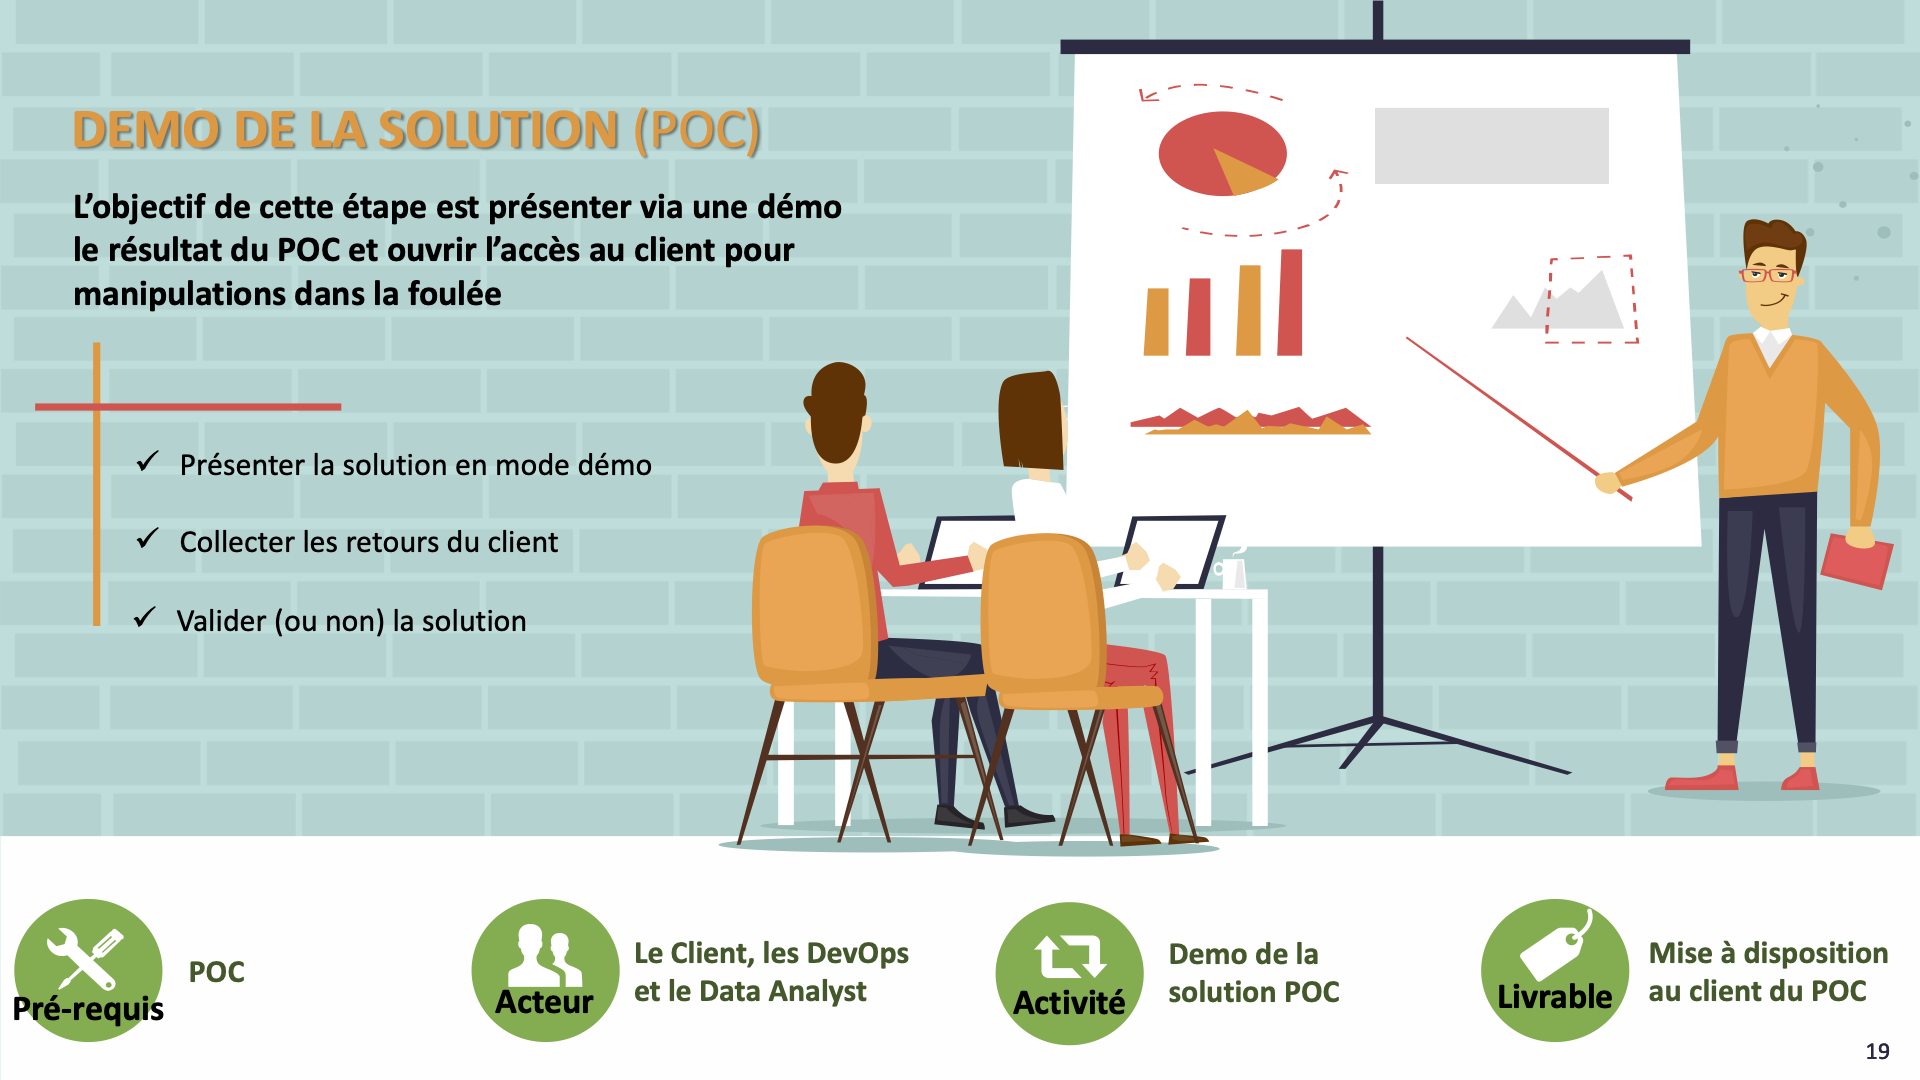 DEMO DE LA SOLUTION (POC)
L’objectif de cette étape est présenter via une démo
le résultat du POC et ouvrir l’accès au client pour
manipulations dans la foulée
✓ Présenter la solution en mode démo
✓ Collecter les retours du client
✓ Valider (ou non) la solution
Pré-requis
POC
Acteur
Le Client, les DevOps
et le Data Analyst
Activité
Demo de la
solution POC
Livrable
Mise à disposition
au client du POC
19